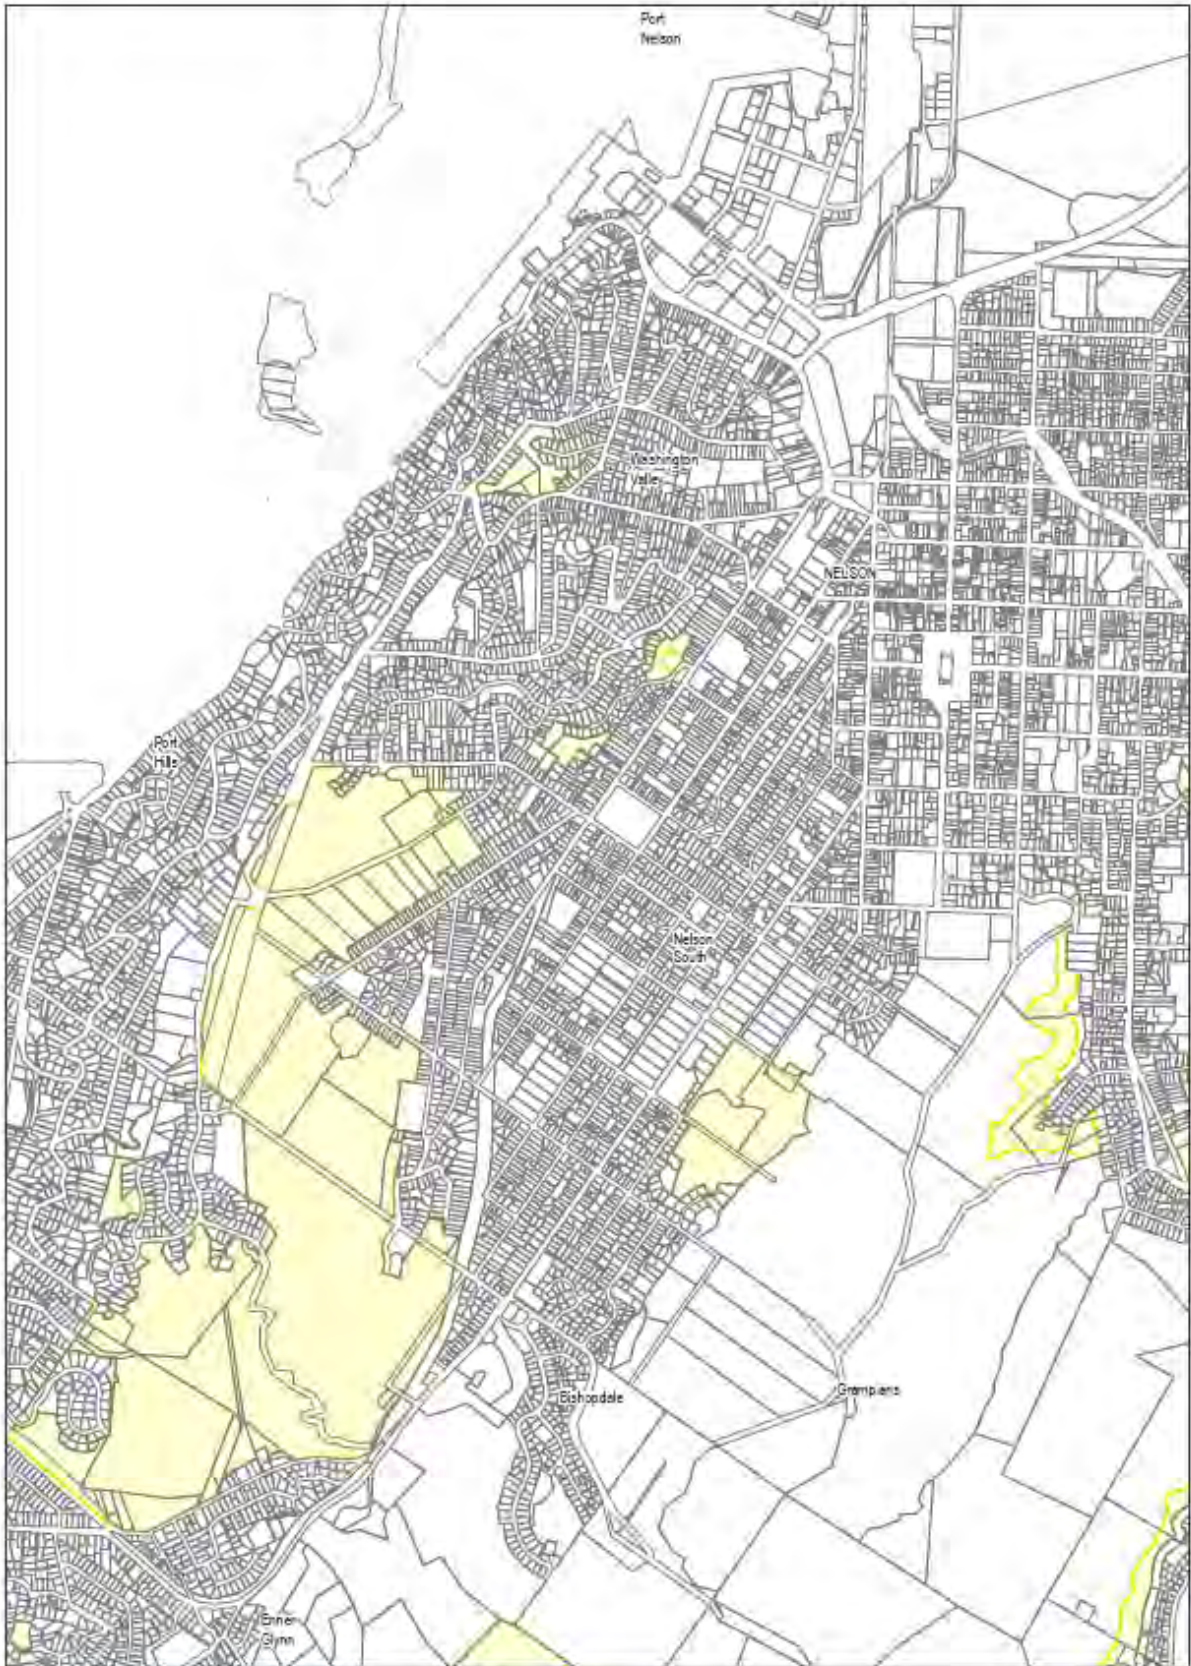 Port
Nelson
Washington
Valley
NELSON
Port
Hills
Nelson
South
Bishopdale
Grampians
Enner
Glynn